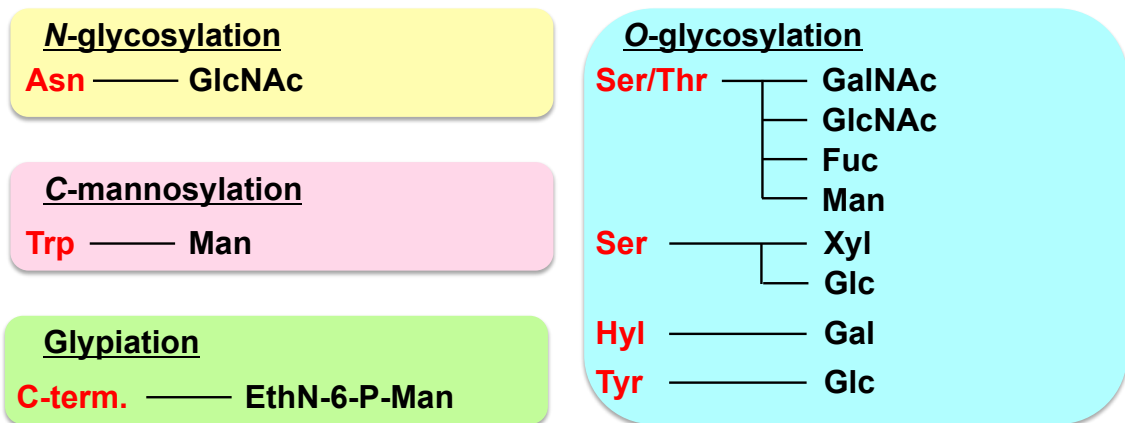 N-glycosylation
Asn GlcNAc
C-mannosylation
Trp Man
Glypiation
C-term. EthN-6-P-Man
O-glycosylation
Ser/Thr GalNAc
GlcNAc
Fuc
Man
Ser Xyl
Glc
Hyl Gal
Tyr Glc